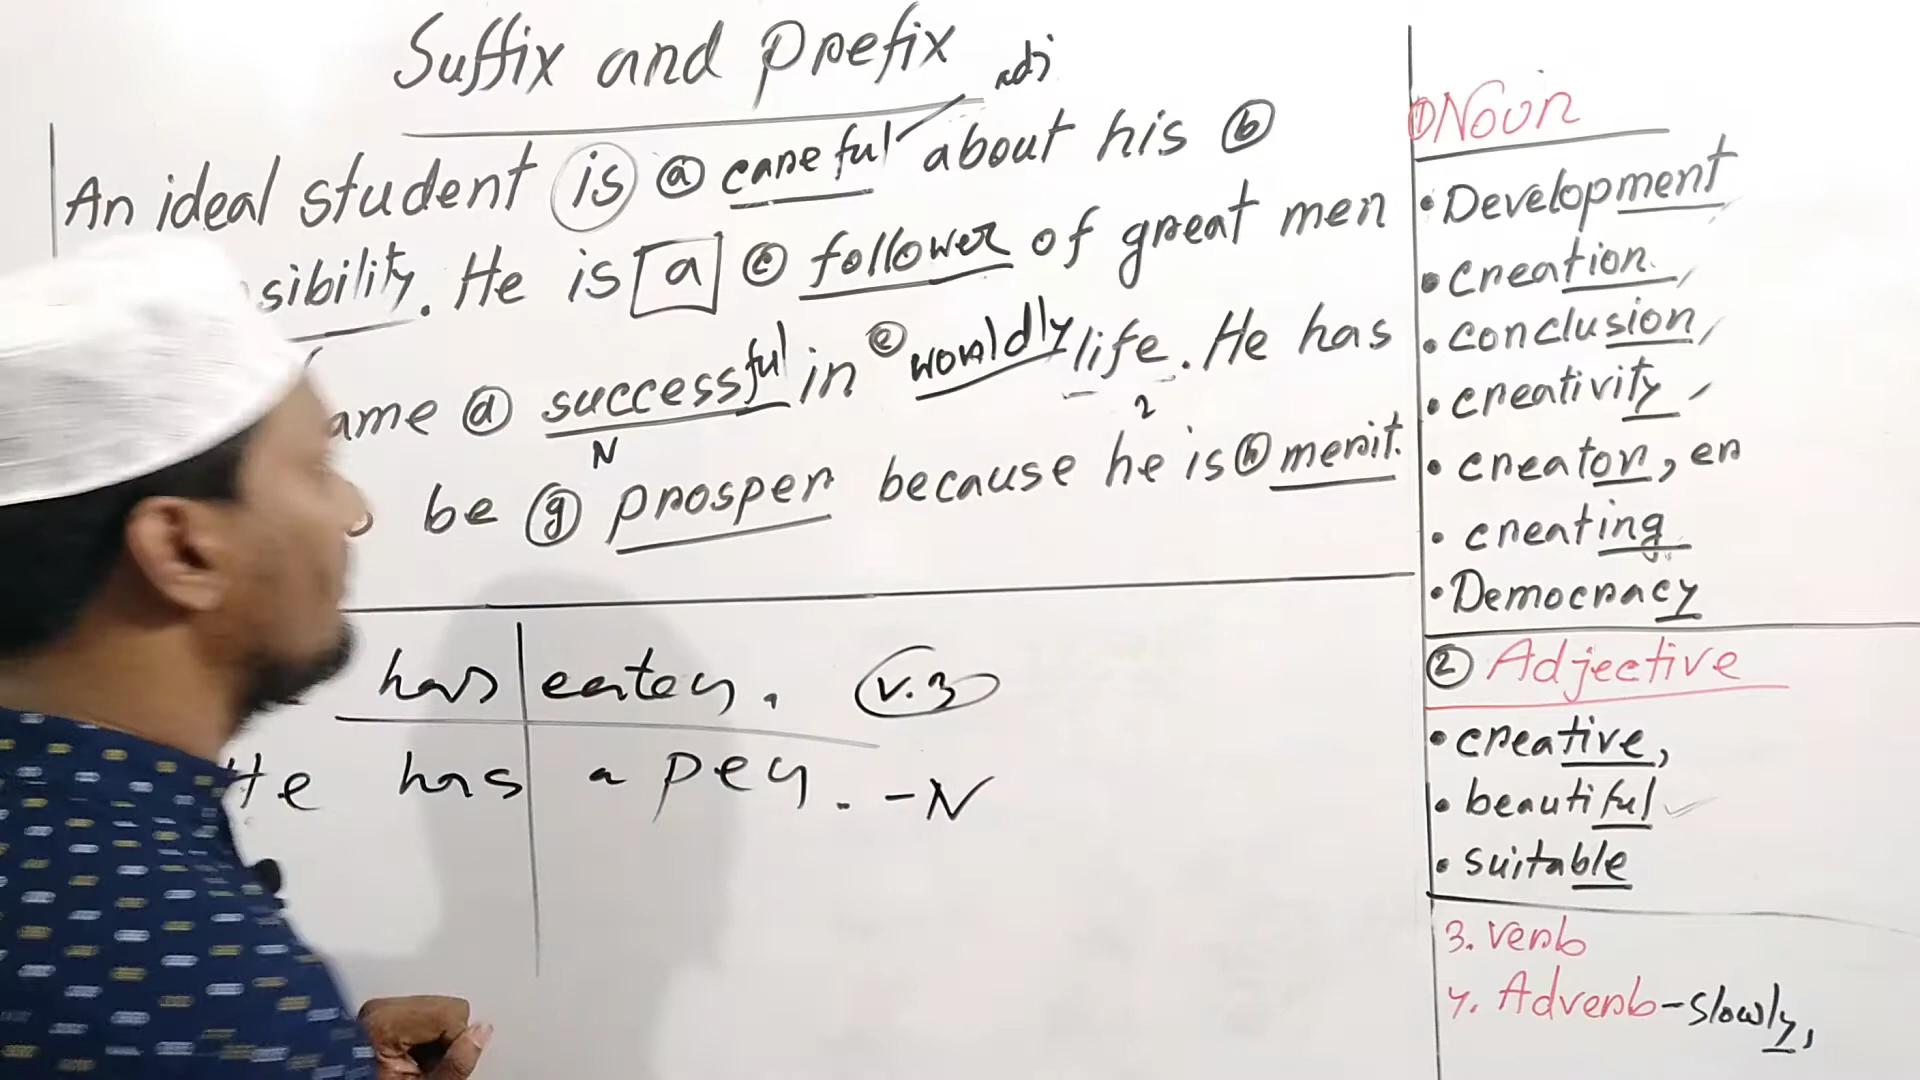 Suffix and Prefix
adj
An ideal student is ⓐ careful about his ⓑ
sibility. He is a ⓒ follower of great men
ame ⓓ successful in ⓔ worldly life. He has
N
2
be ⓖ prosper because he is ⓗ merit.
has eaten. V.3
He has a pen. - N
① Noun
• Development
• creation,
• conclusion,
• creativity,
• creator, er
• creating
• Democracy
② Adjective
• creative,
• beautiful
• suitable
3. Verb
4. Adverb - slowly,